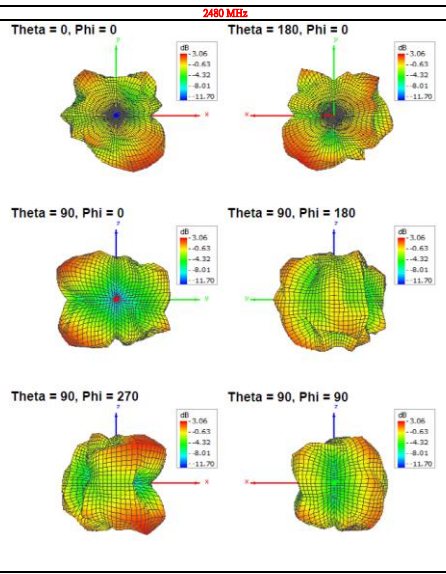 2480 MHz
Theta = 0, Phi = 0
Theta = 180, Phi = 0
y
y
dB
3.06
-0.63
-4.32
-8.01
-11.70
dB
3.06
-0.63
-4.32
-8.01
-11.70
x
x
Theta = 90, Phi = 0
Theta = 90, Phi = 180
z
z
dB
3.06
-0.63
-4.32
-8.01
-11.70
dB
3.06
-0.63
-4.32
-8.01
-11.70
y
y
Theta = 90, Phi = 270
Theta = 90, Phi = 90
z
z
dB
3.06
-0.63
-4.32
-8.01
-11.70
dB
3.06
-0.63
-4.32
-8.01
-11.70
x
x